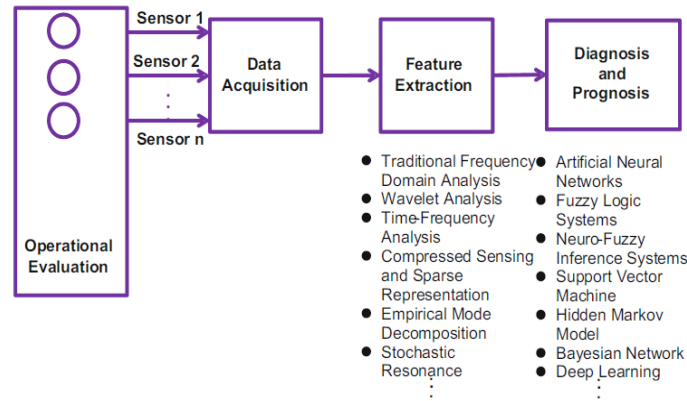 Sensor 1
Sensor 2
Sensor n
Operational
Evaluation
Data
Acquisition
Feature
Extraction
Diagnosis
and
Prognosis
● Traditional Frequency
Domain Analysis
● Wavelet Analysis
● Time-Frequency
Analysis
● Compressed Sensing
and Sparse
Representation
● Empirical Mode
Decomposition
● Stochastic
Resonance
● Artificial Neural
Networks
● Fuzzy Logic
Systems
● Neuro-Fuzzy
Inference Systems
● Support Vector
Machine
● Hidden Markov
Model
● Bayesian Network
● Deep Learning